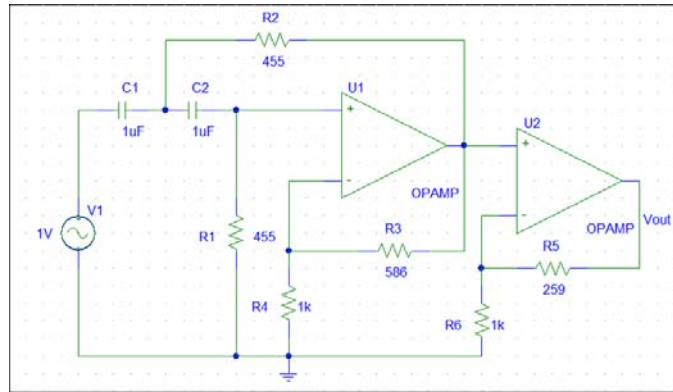 R2
455
C1
C2
U1
1uF
1uF
+
-
U2
+
-
OPAMP
V1
1V
R1
455
R3
586
OPAMP
Vout
R5
259
R4
1k
R6
1k